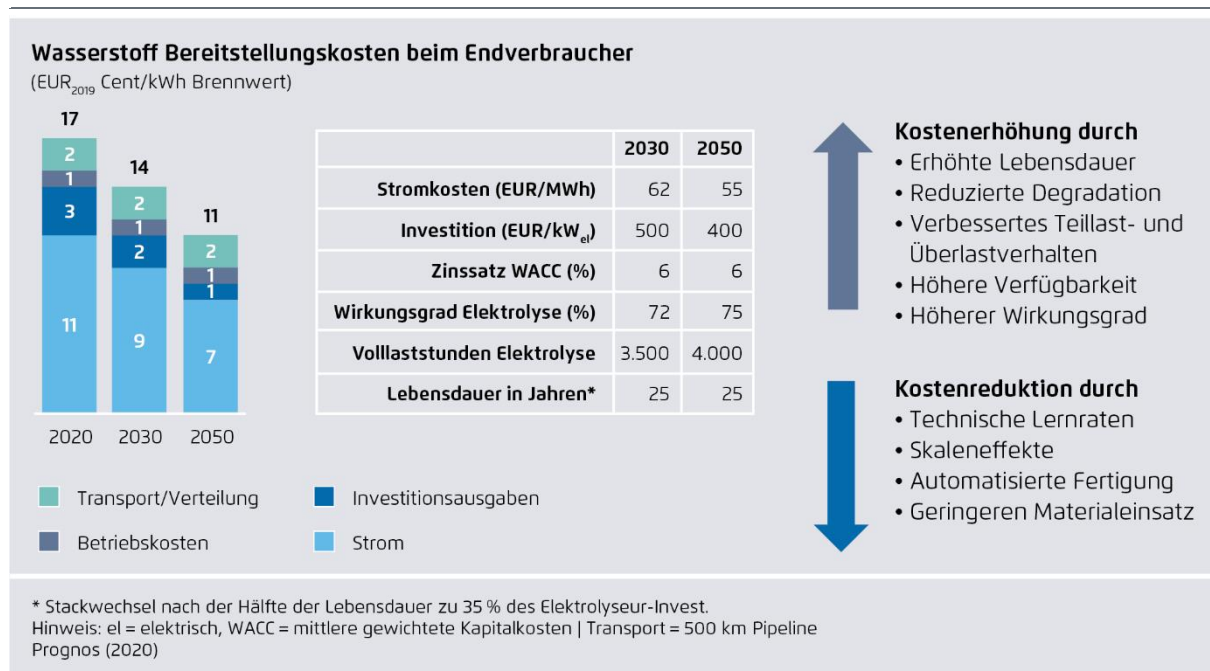 Wasserstoff Bereitstellungskosten beim Endverbraucher
(EUR2019 Cent/kWh Brennwert)
17
2
1
3
11
14
2
1
2
9
11
2
1
1
7
2020 2030 2050
Transport/Verteilung
Investitionsausgaben
Betriebskosten
Strom
2030 2050
Stromkosten (EUR/MWh) 62 55
Investition (EUR/kWel) 500 400
Zinssatz WACC (%) 6 6
Wirkungsgrad Elektrolyse (%) 72 75
Volllaststunden Elektrolyse 3.500 4.000
Lebensdauer in Jahren* 25 25
Kostenerhöhung durch
• Erhöhte Lebensdauer
• Reduzierte Degradation
• Verbessertes Teillast- und
Überlastverhalten
• Höhere Verfügbarkeit
• Höherer Wirkungsgrad
Kostenreduktion durch
• Technische Lernraten
• Skaleneffekte
• Automatisierte Fertigung
• Geringeren Materialeinsatz
* Stackwechsel nach der Hälfte der Lebensdauer zu 35 % des Elektrolyseur-Invest.
Hinweis: el = elektrisch, WACC = mittlere gewichtete Kapitalkosten | Transport = 500 km Pipeline
Prognos (2020)